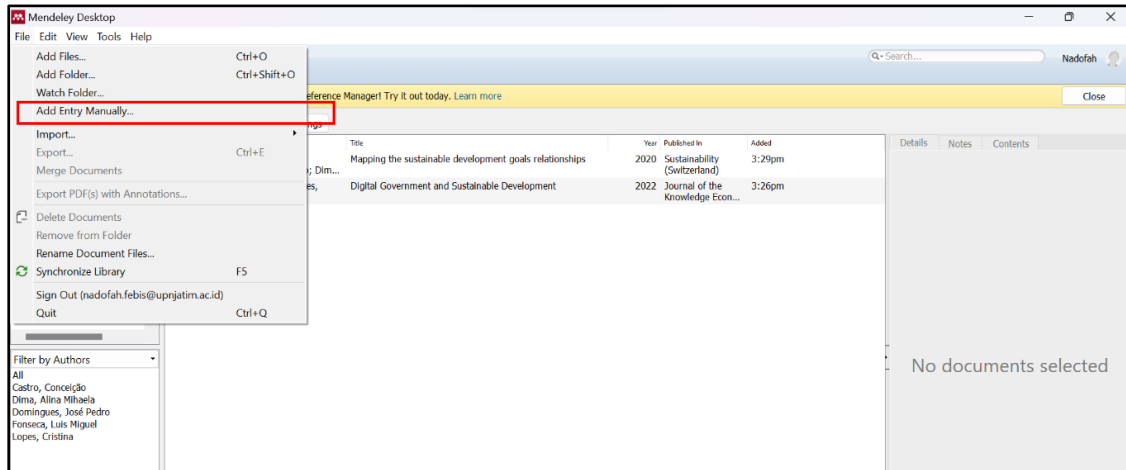 Mendeley Desktop
File Edit View Tools Help
Search...
Nadofah
Add Files... Ctrl+O
Add Folder... Ctrl+Shift+O
Watch Folder...
Add Entry Manually...
Import...
Export... Ctrl+E
Merge Documents
Export PDF(s) with Annotations...
Delete Documents
Remove from Folder
Rename Document Files...
Synchronize Library F5
Sign Out (nadofah.febis@upnjatim.ac.id)
Quit Ctrl+Q
eference Manager! Try it out today. Learn more
Close
Title Year Published In Added
; Dim... Mapping the sustainable development goals relationships 2020 Sustainability (Switzerland) 3:29pm
es, Digital Government and Sustainable Development 2022 Journal of the Knowledge Econ... 3:26pm
Details Notes Contents
No documents selected
Filter by Authors
All
Castro, Conceição
Dima, Alina Mihaela
Domingues, José Pedro
Fonseca, Luis Miguel
Lopes, Cristina